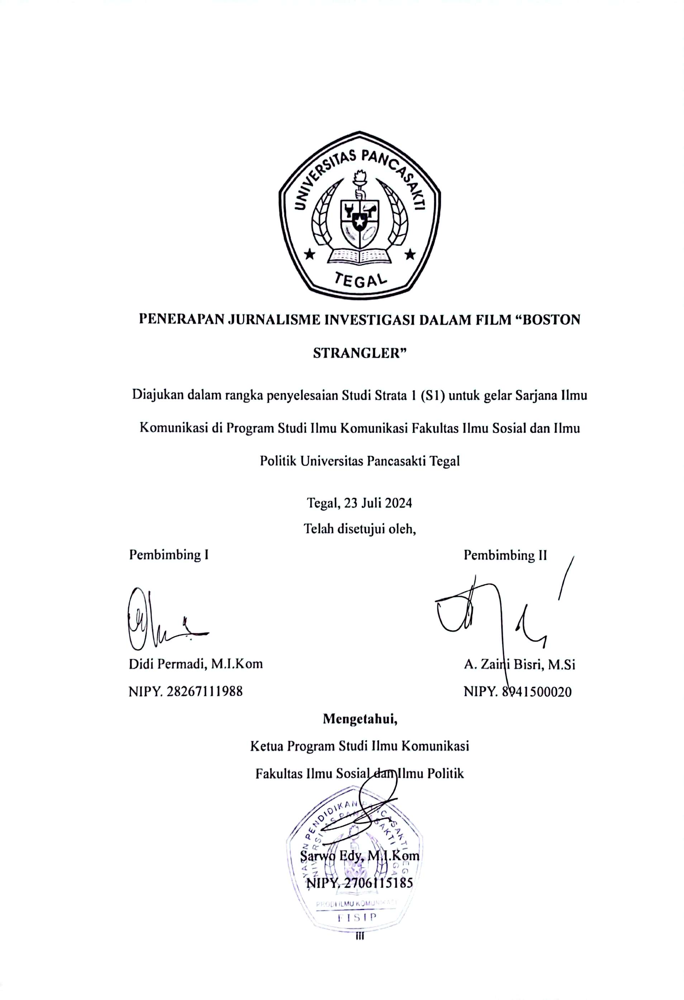 UNIVERSITAS PANCASAKTI
TEGAL
PENERAPAN JURNALISME INVESTIGASI DALAM FILM “BOSTON
STRANGLER”
Diajukan dalam rangka penyelesaian Studi Strata 1 (S1) untuk gelar Sarjana Ilmu
Komunikasi di Program Studi Ilmu Komunikasi Fakultas Ilmu Sosial dan Ilmu
Politik Universitas Pancasakti Tegal
Tegal, 23 Juli 2024
Telah disetujui oleh,
Pembimbing I Pembimbing II
Didi Permadi, M.I.Kom A. Zaini Bisri, M.Si
NIPY. 28267111988 NIPY. 8941500020
Mengetahui,
Ketua Program Studi Ilmu Komunikasi
Fakultas Ilmu Sosial dan Ilmu Politik
YAYASAN PENDIDIKAN PANCASAKTI TEGAL
UNIVERSITAS PANCASAKTI TEGAL
Sarwo Edy, M.I.Kom
NIPY. 2706115185
PRODI ILMU KOMUNIKASI
FISIP
iii